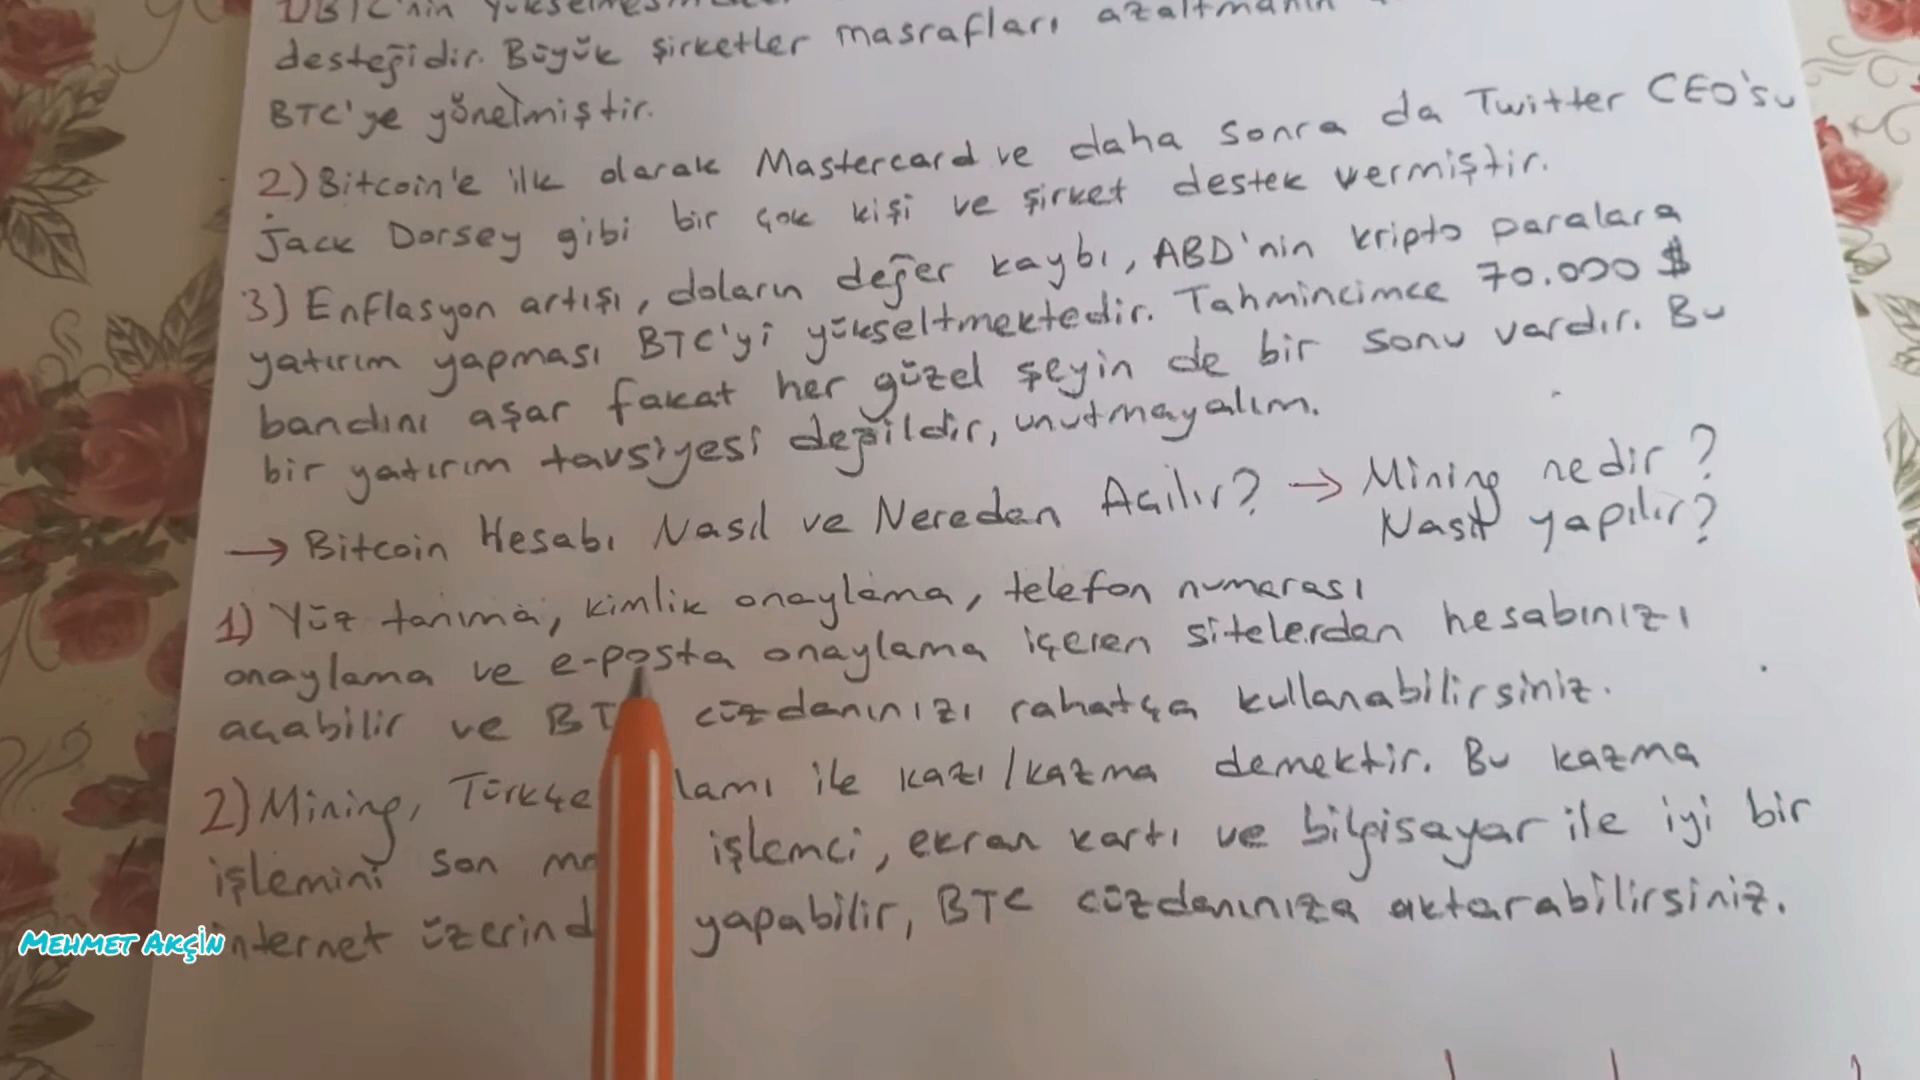 1) BTC'nin
desteğidir. Büyük şirketler masrafları azaltmanın
BTC'ye yönelmiştir.
2) Bitcoin'e ilk olarak Mastercard ve daha sonra da Twitter CEO'su
Jack Dorsey gibi bir çok kişi ve şirket destek vermiştir.
3) Enflasyon artışı, doların değer kaybı, ABD'nin kripto paralara
yatırım yapması BTC'yi yükseltmektedir. Tahmincimce 70.000 $
bandını aşar fakat her güzel şeyin de bir sonu vardır. Bu
bir yatırım tavsiyesi değildir, unutmayalım.
→ Bitcoin Hesabı Nasıl ve Nereden Açılır? → Mining nedir?
Nasıl yapılır?
1) Yüz tanıma, kimlik onaylama, telefon numarası
onaylama ve e-posta onaylama içeren sitelerden hesabınızı
açabilir ve BT cüzdanınızı rahatça kullanabilirsiniz.
2) Mining, Türkçe lamı ile kazı/kazma demektir. Bu kazma
işlemini son işlemci, ekran kartı ve bilgisayar ile iyi bir
internet üzerind yapabilir, BTC cüzdanınıza aktarabilirsiniz.
MEHMET AKÇİN